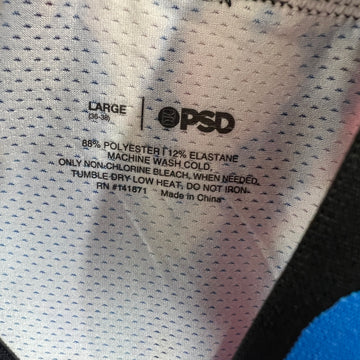 LARGE
(36-38)
PSD
88% POLYESTER | 12% ELASTANE
MACHINE WASH COLD
ONLY NON-CHLORINE BLEACH, WHEN NEEDED
TUMBLE DRY LOW HEAT, DO NOT IRON.
RN #141871 Made in China